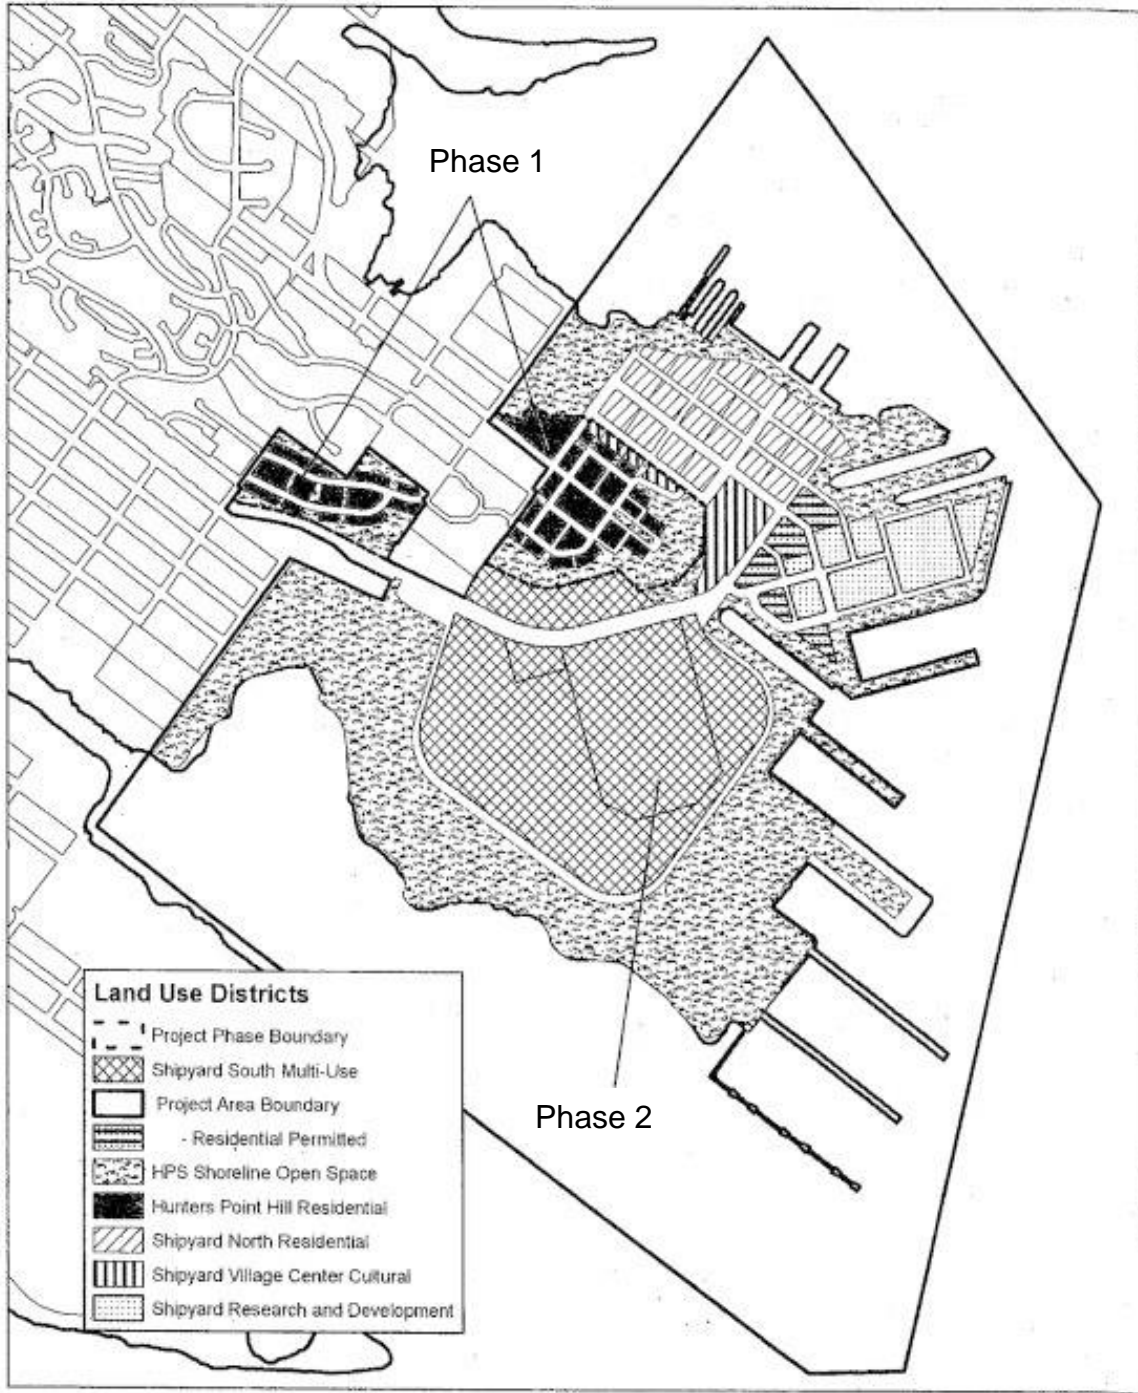 Phase 1
Phase 2
Land Use Districts
Project Phase Boundary
Shipyard South Multi-Use
Project Area Boundary
- Residential Permitted
HPS Shoreline Open Space
Hunters Point Hill Residential
Shipyard North Residential
Shipyard Village Center Cultural
Shipyard Research and Development